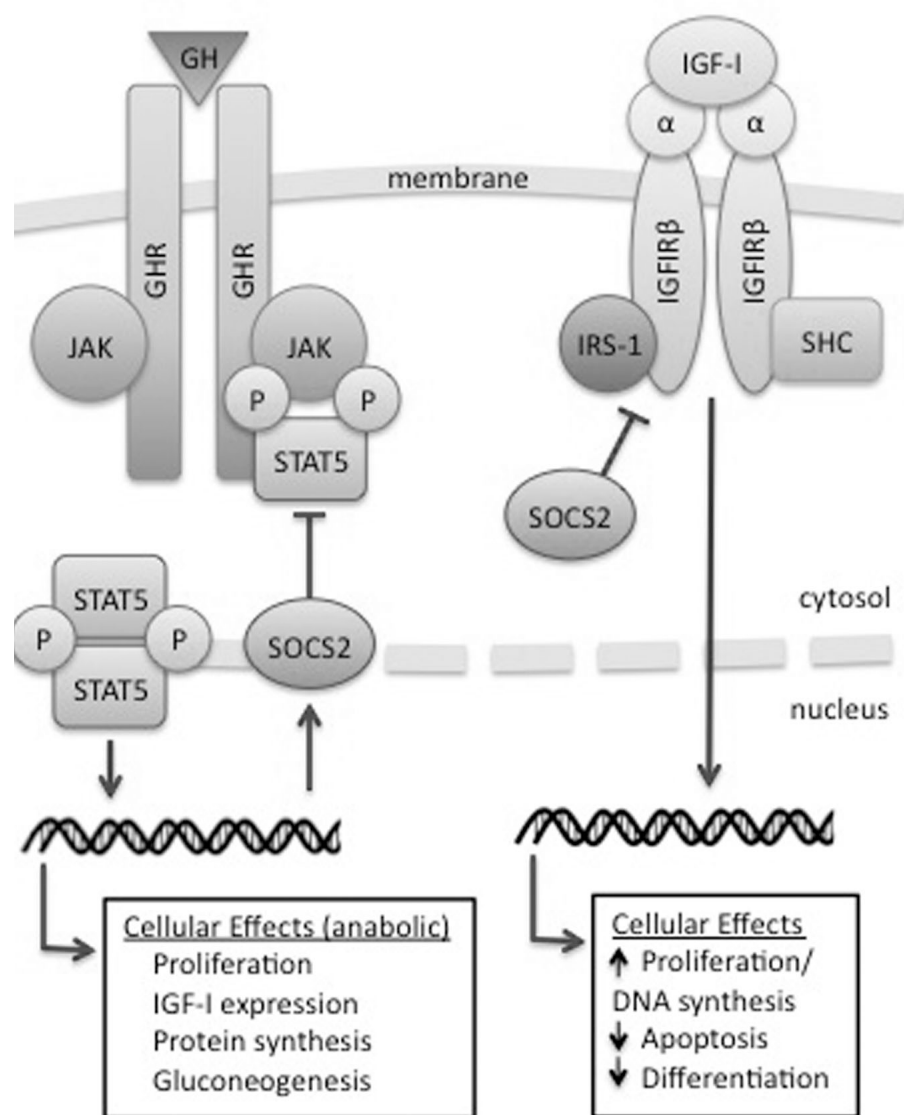 GH
IGF-I
α
α
membrane
GHR
GHR
IGFIRβ
IGFIRβ
JAK
JAK
IRS-1
SHC
P
P
STAT5
SOCS2
STAT5
P
P
STAT5
SOCS2
cytosol
nucleus
Cellular Effects (anabolic)
Proliferation
IGF-I expression
Protein synthesis
Gluconeogenesis
Cellular Effects
↑ Proliferation/
DNA synthesis
↓ Apoptosis
↓ Differentiation